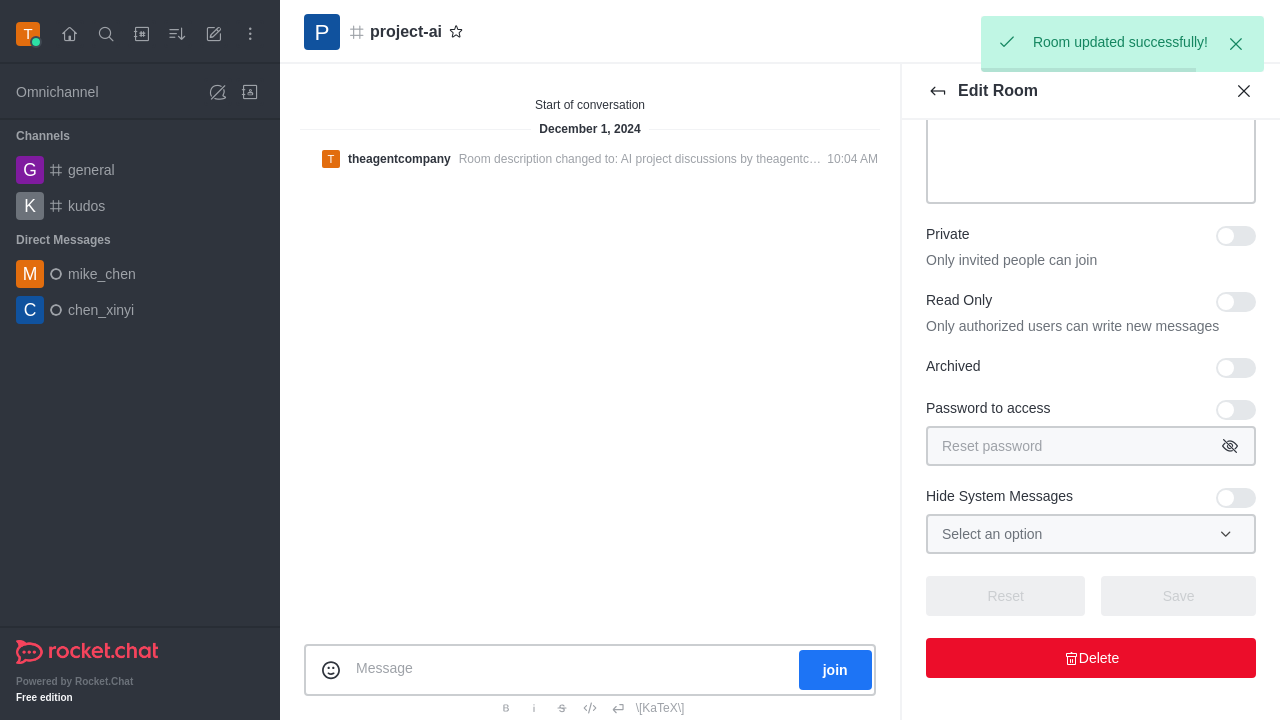 T
Omnichannel
Channels
G general
K kudos
Direct Messages
M mike_chen
C chen_xinyi
rocket.chat
Powered by Rocket.Chat
Free edition
P project-ai
Start of conversation
December 1, 2024
T theagentcompany Room description changed to: AI project discussions by theagentc… 10:04 AM
Message
join
B i S \[KaTeX\]
Room updated successfully!
Edit Room
Private
Only invited people can join
Read Only
Only authorized users can write new messages
Archived
Password to access
Reset password
Hide System Messages
Select an option
Reset Save
Delete